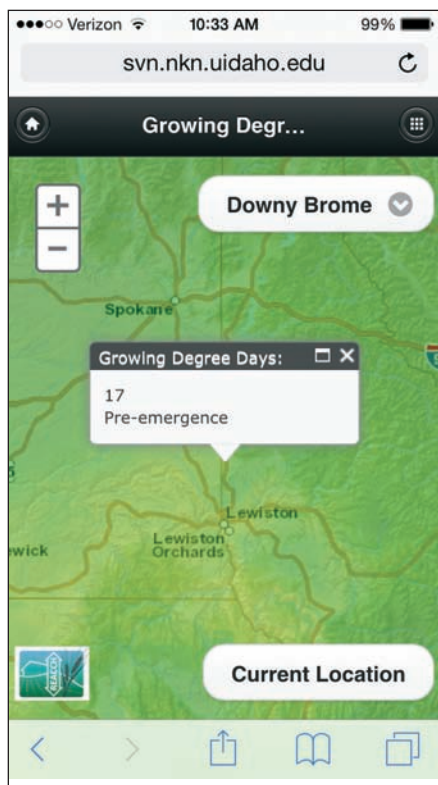 Verizon 10:33 AM 99%
svn.nkn.uidaho.edu
Growing Degr...
+
Downy Brome
−
Spokane
Growing Degree Days:
17
Pre-emergence
Lewiston
Lewiston
Orchards
wick
REACCH
Current Location